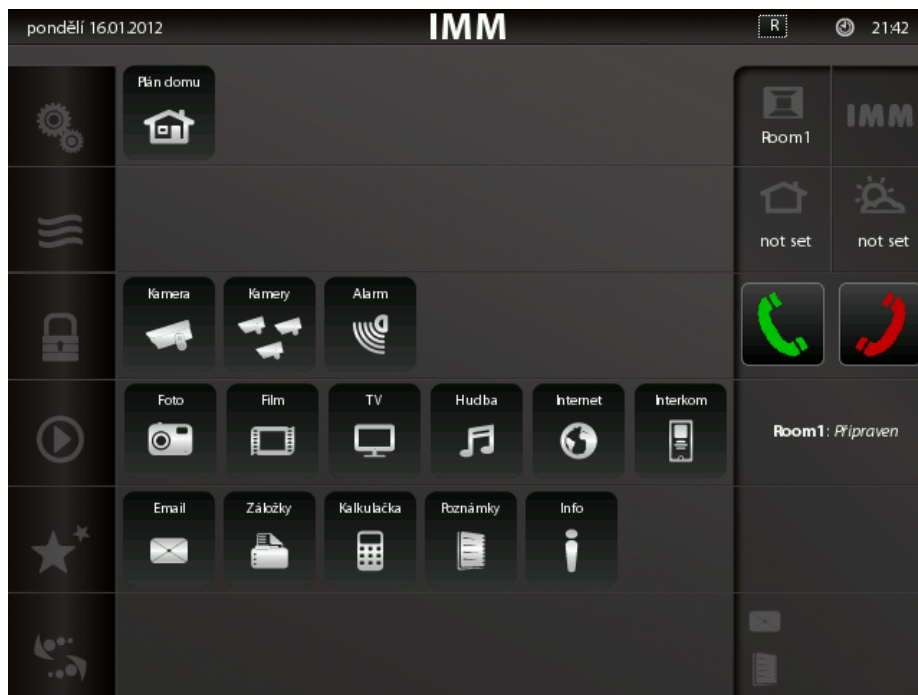 pondělí 16.01.2012
IMM
R
21:42
Plán domu
Room1
IMM
not set
not set
Kamera
Kamery
Alarm
Foto
Film
TV
Hudba
Internet
Interkom
Room1: Připraven
Email
Záložky
Kalkulačka
Poznámky
Info